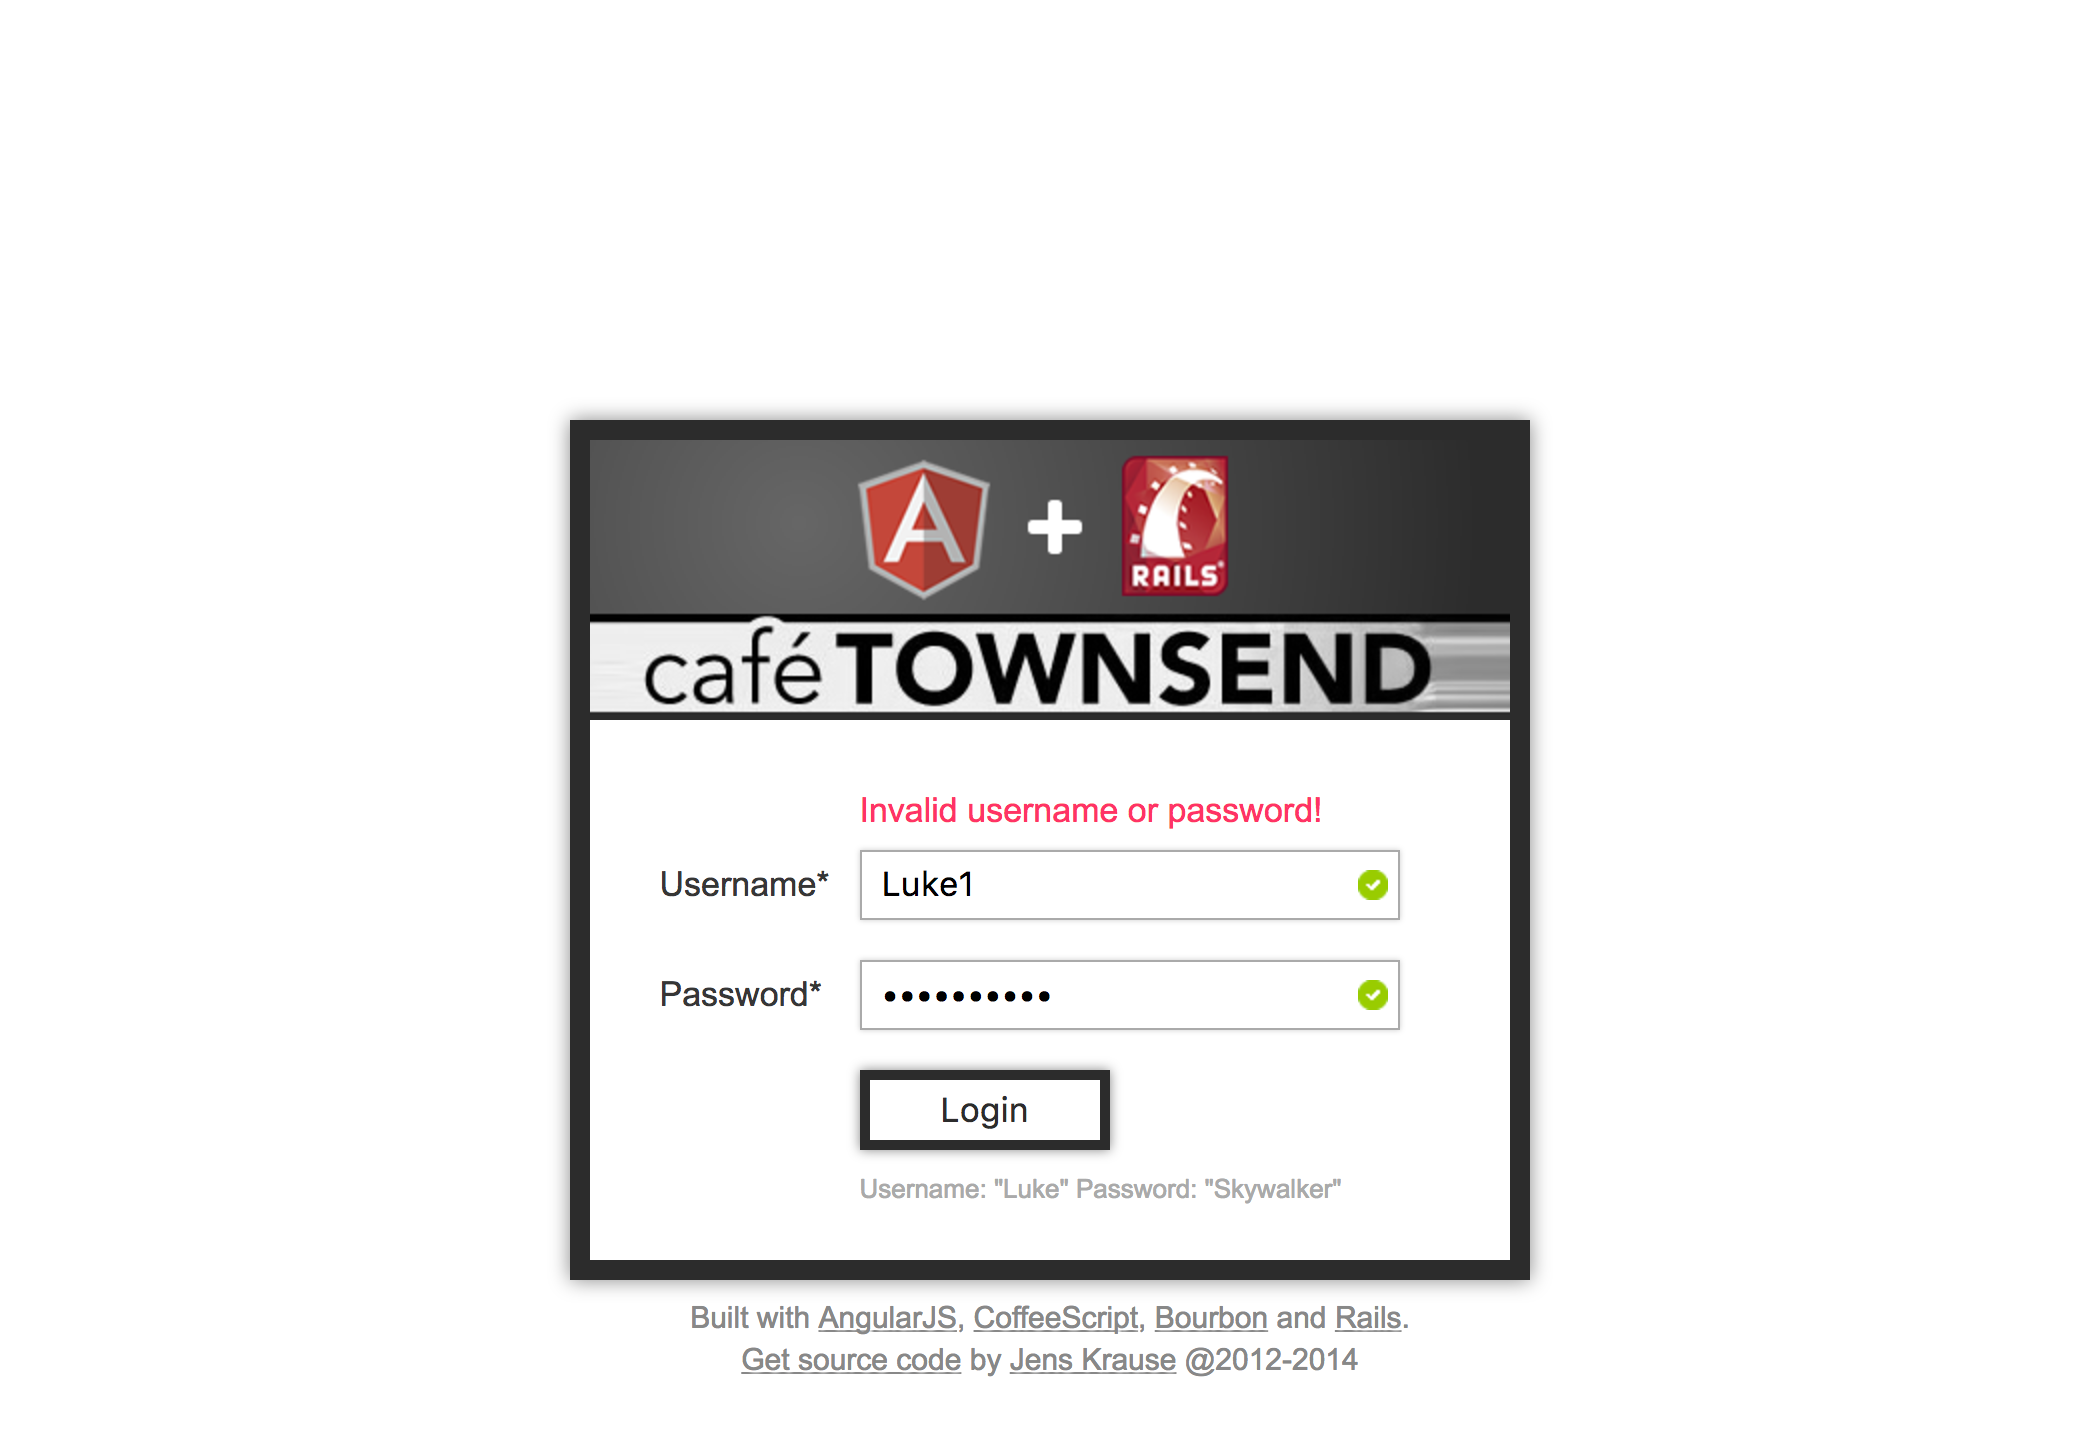 A + RAILS
café TOWNSEND
Invalid username or password!
Username* Luke1
Password* ••••••••••
Login
Username: "Luke" Password: "Skywalker"
Built with AngularJS, CoffeeScript, Bourbon and Rails.
Get source code by Jens Krause @2012-2014